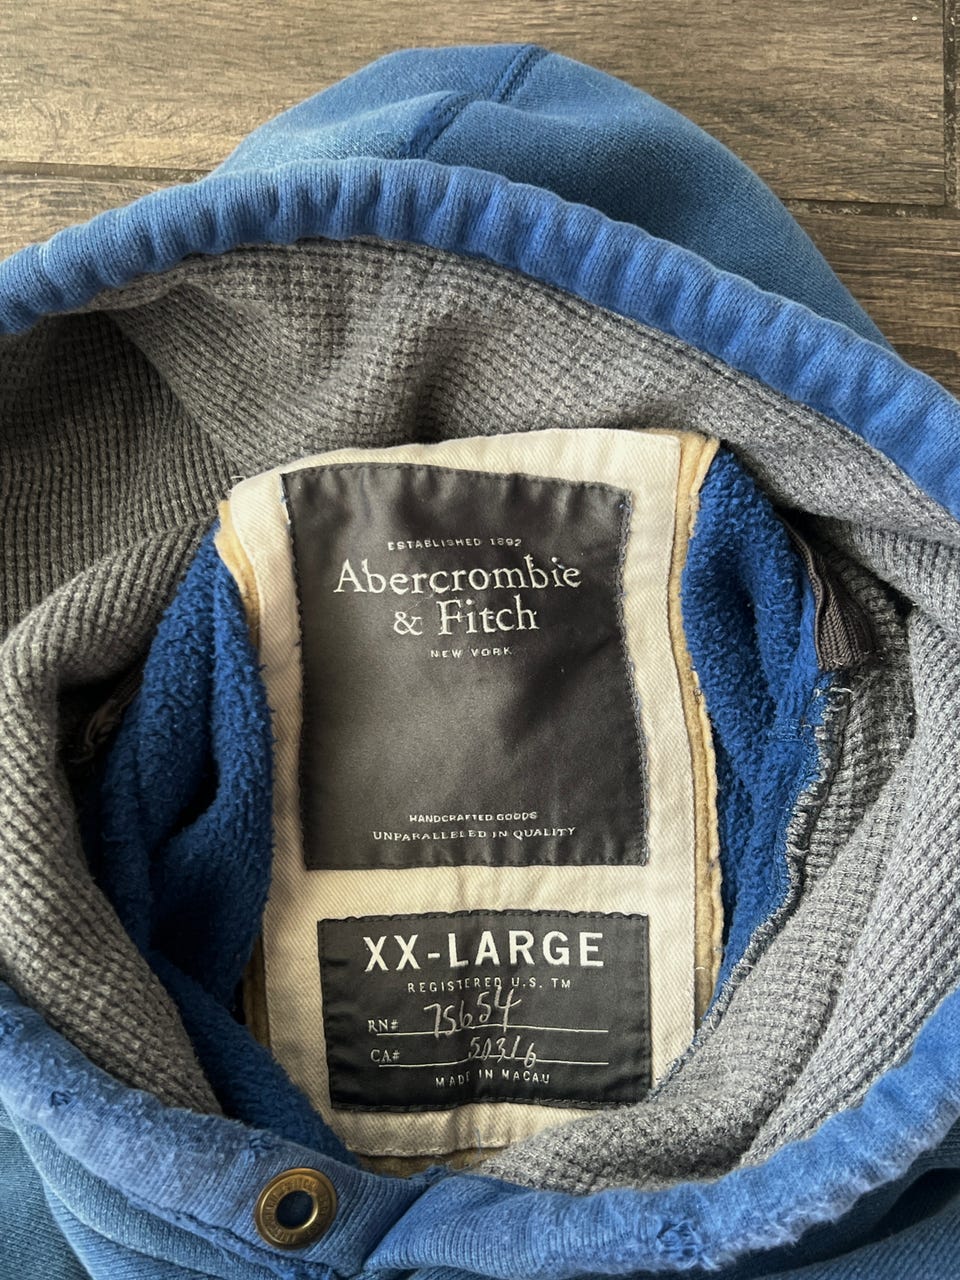 ESTABLISHED 1892
Abercrombie
& Fitch
NEW YORK
HANDCRAFTED GOODS
UNPARALLELED IN QUALITY
XX-LARGE
REGISTERED U.S. TM
RN# 75654
CA# 50316
MADE IN MACAU